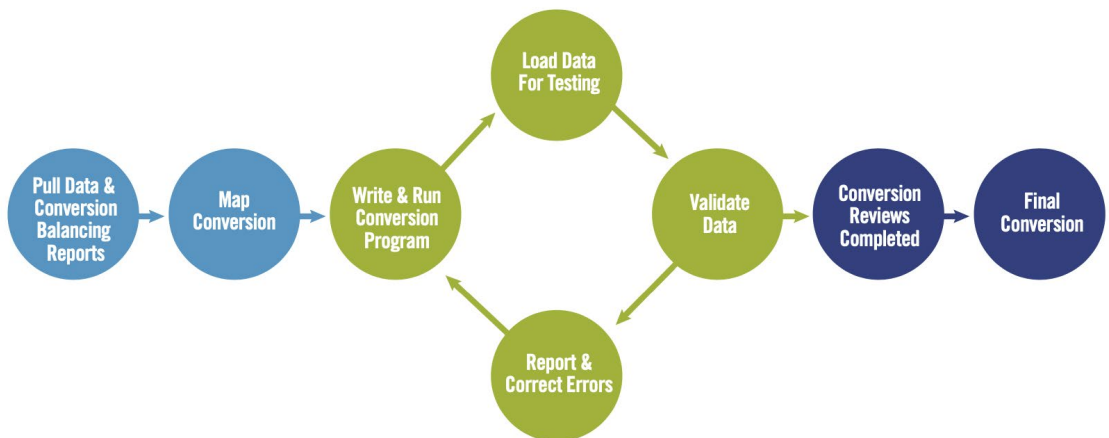 Load Data
For Testing
Pull Data &
Conversion
Balancing
Reports
Map
Conversion
Write & Run
Conversion
Program
Validate
Data
Conversion
Reviews
Completed
Final
Conversion
Report &
Correct Errors